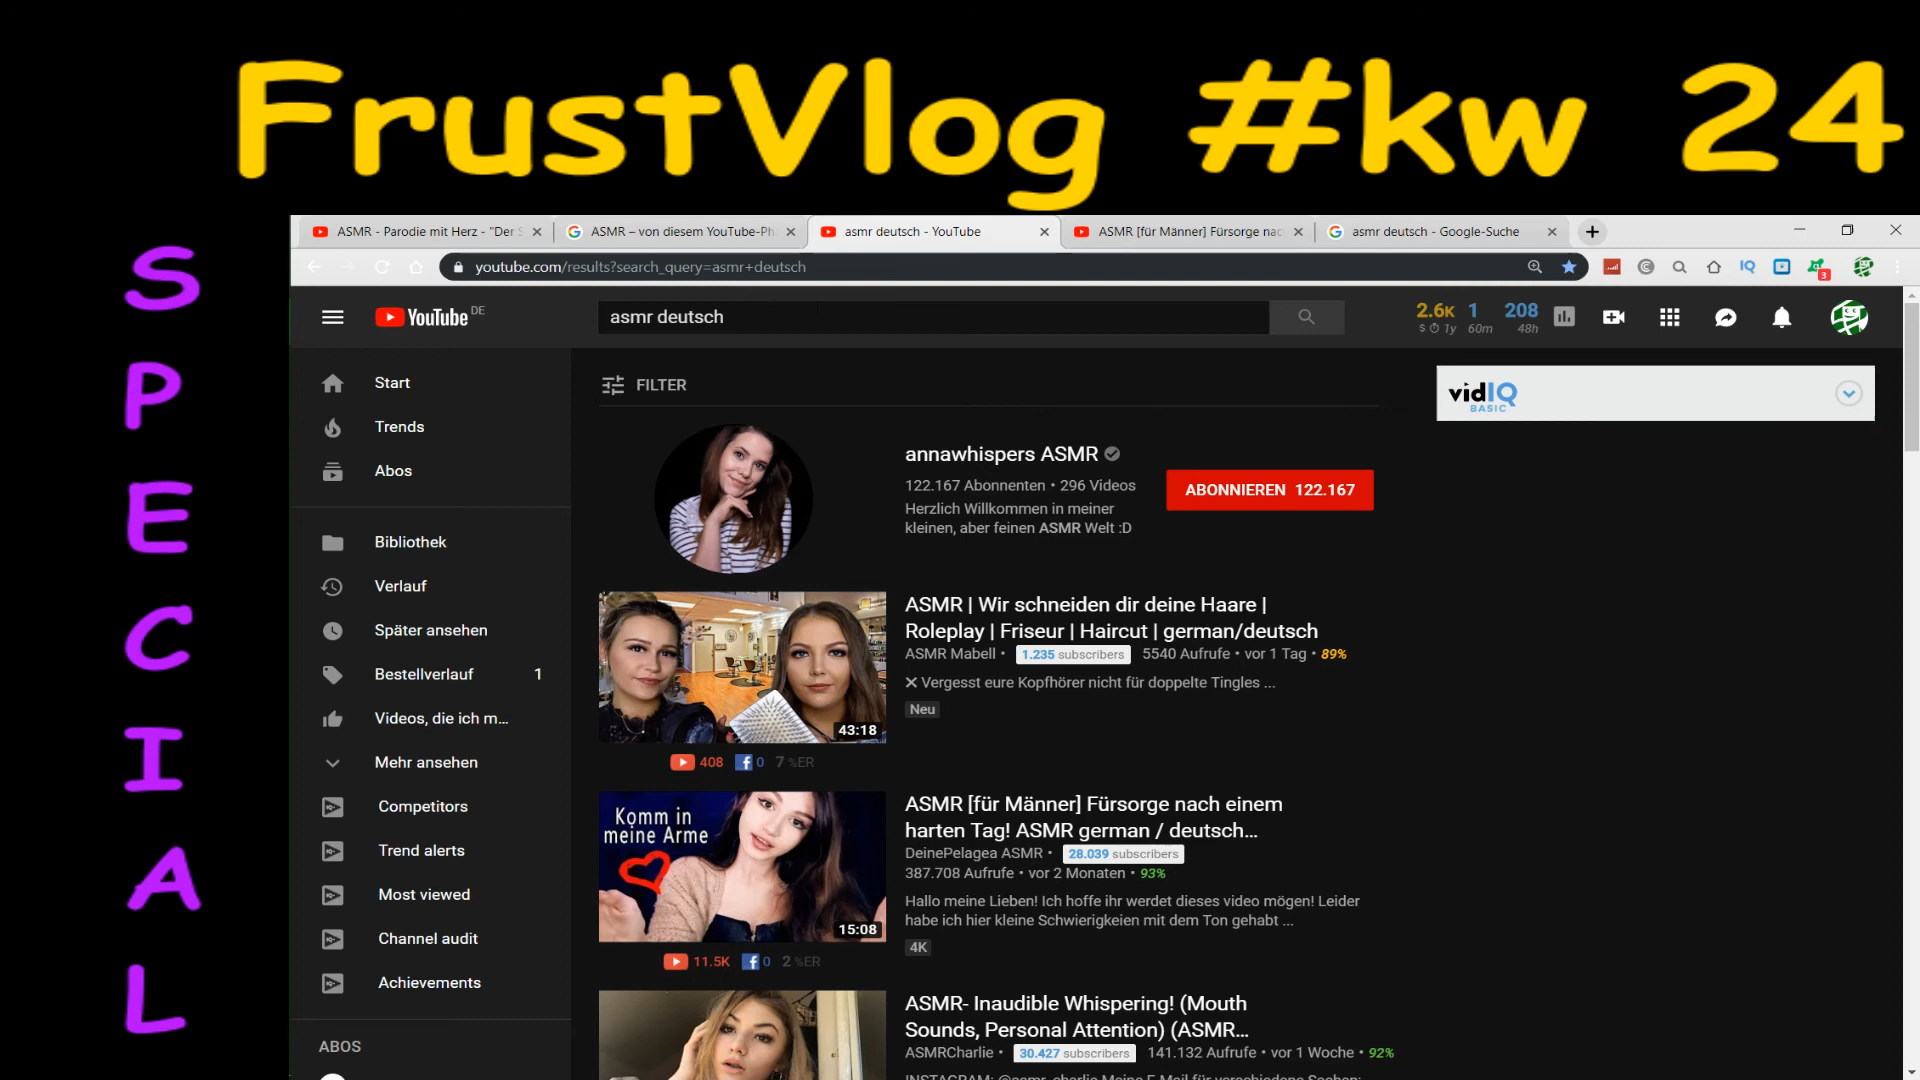 FrustVlog #kw 24
SPECIAL
ASMR - Parodie mit Herz - "Der S
ASMR – von diesem YouTube-Ph
asmr deutsch - YouTube
ASMR [für Männer] Fürsorge nac
asmr deutsch - Google-Suche
youtube.com/results?search_query=asmr+deutsch
IQ
3
YouTube DE
asmr deutsch
2.6K 1 208
$ 1y 60m 48h
Start
Trends
Abos
Bibliothek
Verlauf
Später ansehen
Bestellverlauf 1
Videos, die ich m...
Mehr ansehen
Competitors
Trend alerts
Most viewed
Channel audit
Achievements
ABOS
FILTER
vidIQ
BASIC
annawhispers ASMR
122.167 Abonnenten • 296 Videos
Herzlich Willkommen in meiner
kleinen, aber feinen ASMR Welt :D
ABONNIEREN 122.167
43:18
408 0 7 %ER
ASMR | Wir schneiden dir deine Haare |
Roleplay | Friseur | Haircut | german/deutsch
ASMR Mabell • 1.235 subscribers 5540 Aufrufe • vor 1 Tag • 89%
✕ Vergesst eure Kopfhörer nicht für doppelte Tingles ...
Neu
Komm in
meine Arme
15:08
11.5K 0 2 %ER
ASMR [für Männer] Fürsorge nach einem
harten Tag! ASMR german / deutsch...
DeinePelagea ASMR • 28.039 subscribers
387.708 Aufrufe • vor 2 Monaten • 93%
Hallo meine Lieben! Ich hoffe ihr werdet dieses video mögen! Leider
habe ich hier kleine Schwierigkeien mit dem Ton gehabt ...
4K
ASMR- Inaudible Whispering! (Mouth
Sounds, Personal Attention) (ASMR...
ASMRCharlie • 30.427 subscribers 141.132 Aufrufe • vor 1 Woche • 92%